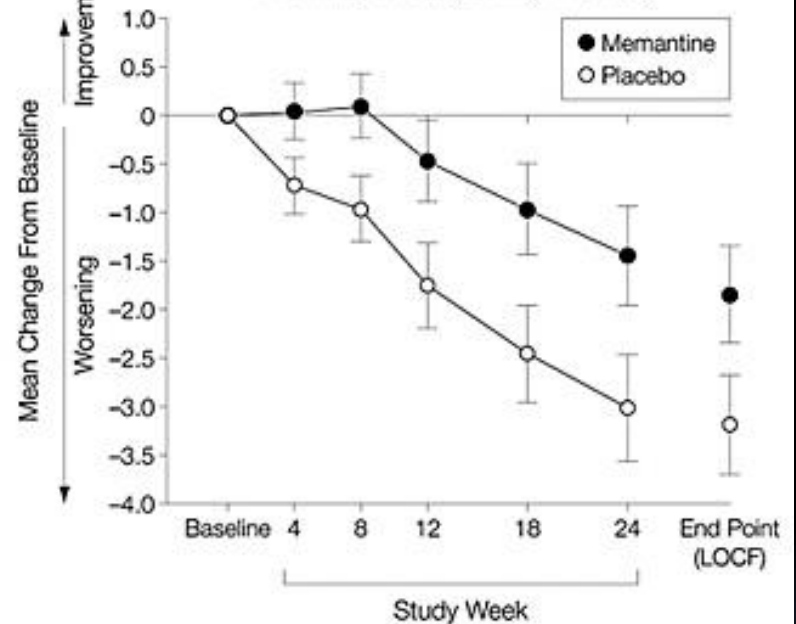 1.0
Memantine
Placebo
0.5
0
−0.5
−1.0
−1.5
−2.0
−2.5
−3.0
−3.5
−4.0
Mean Change From Baseline
Worsening
Baseline 4 8 12 18 24 End Point
(LOCF)
Study Week